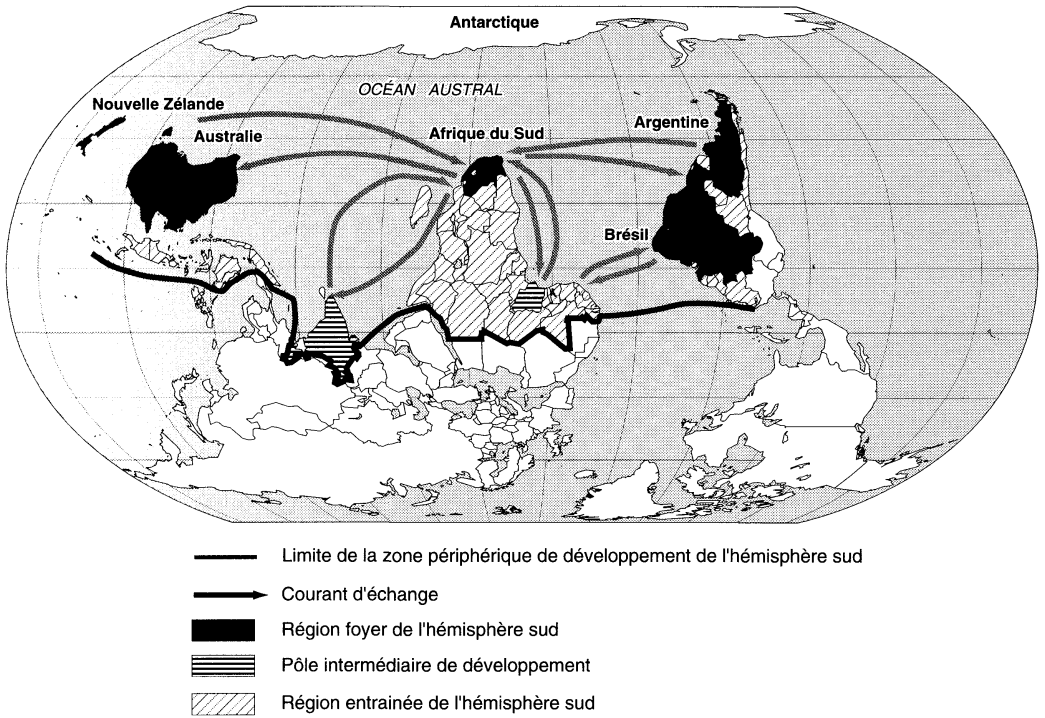 Antarctique
OCÉAN AUSTRAL
Nouvelle Zélande
Australie
Afrique du Sud
Argentine
Brésil
Limite de la zone périphérique de développement de l'hémisphère sud
Courant d'échange
Région foyer de l'hémisphère sud
Pôle intermédiaire de développement
Région entrainée de l'hémisphère sud